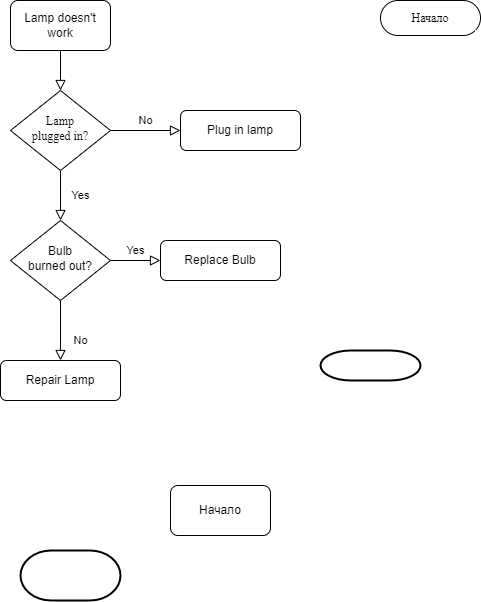 Lamp doesn't
work
Начало
Lamp
plugged in?
No
Plug in lamp
Yes
Bulb
burned out?
Yes
Replace Bulb
No
Repair Lamp
Начало